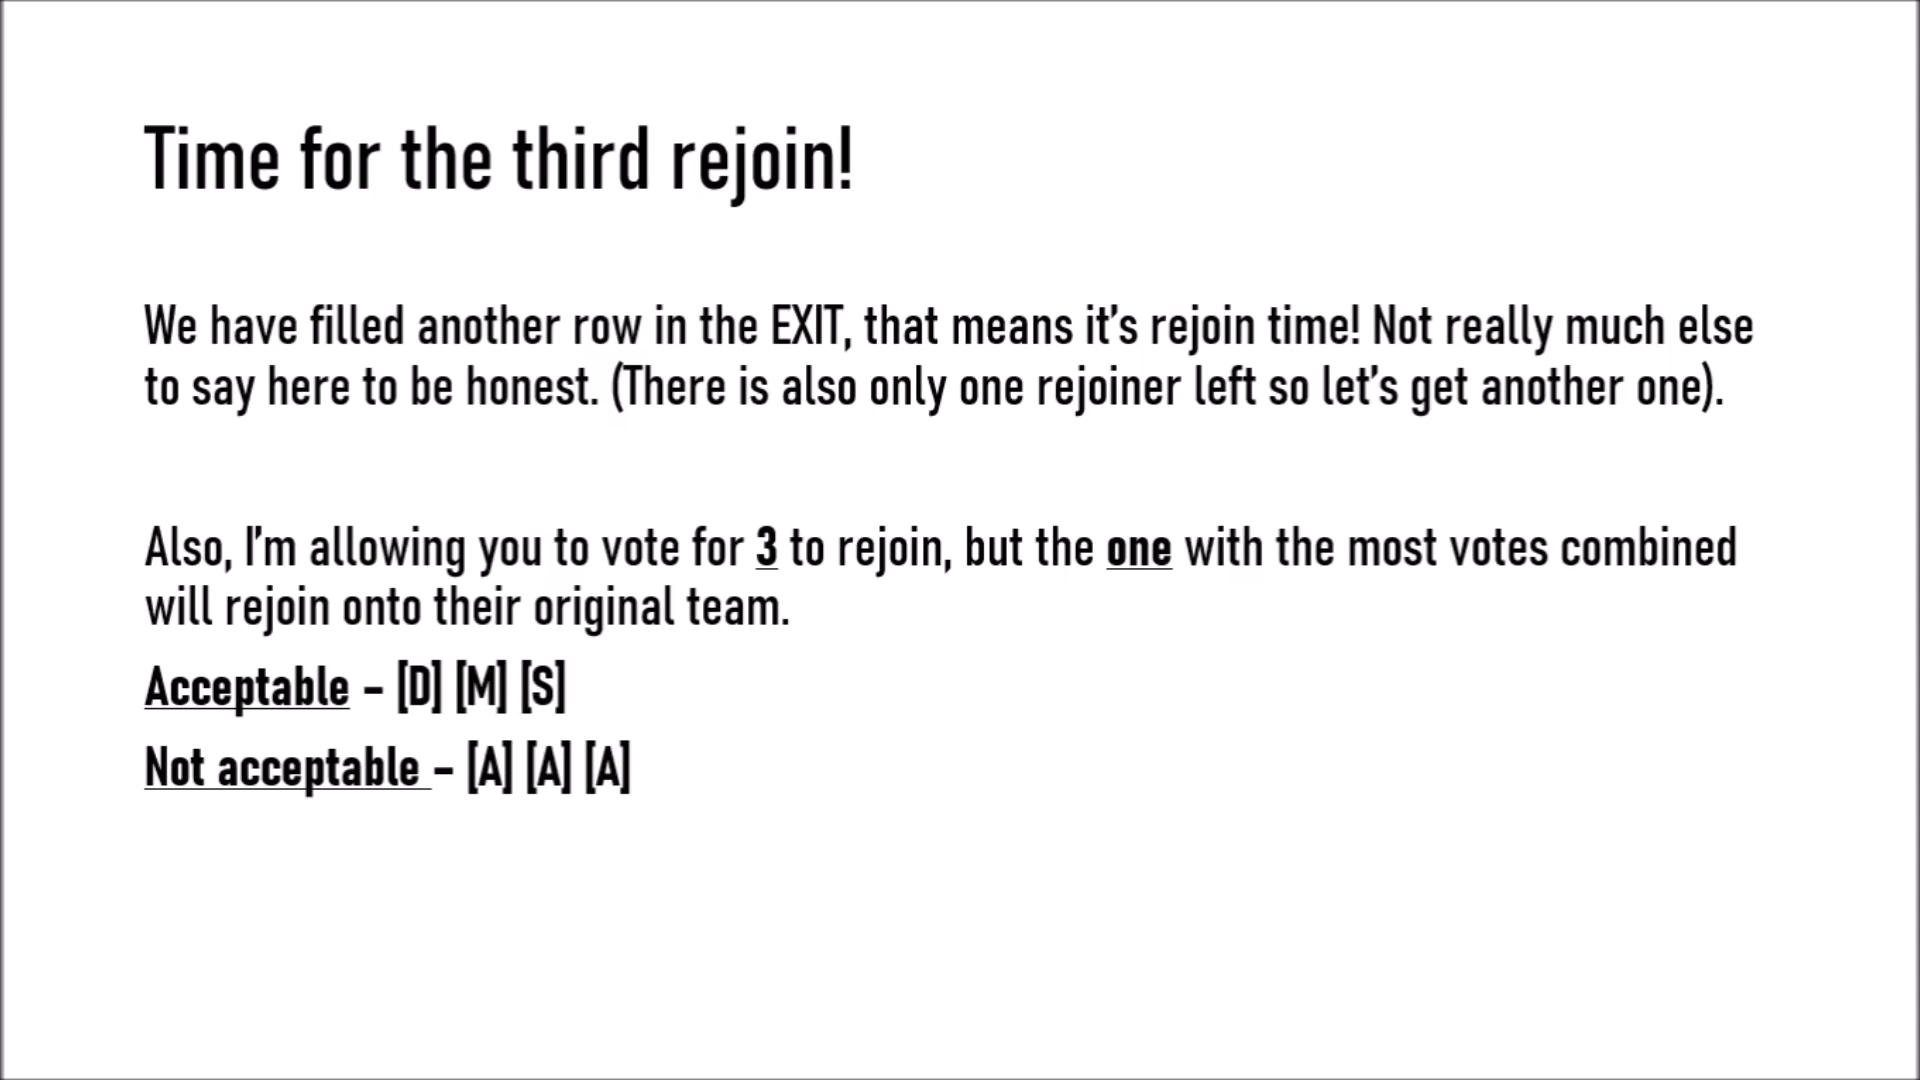 Time for the third rejoin!
We have filled another row in the EXIT, that means it's rejoin time! Not really much else
to say here to be honest. (There is also only one rejoiner left so let's get another one).
Also, I'm allowing you to vote for 3 to rejoin, but the one with the most votes combined
will rejoin onto their original team.
Acceptable – [D] [M] [S]
Not acceptable – [A] [A] [A]